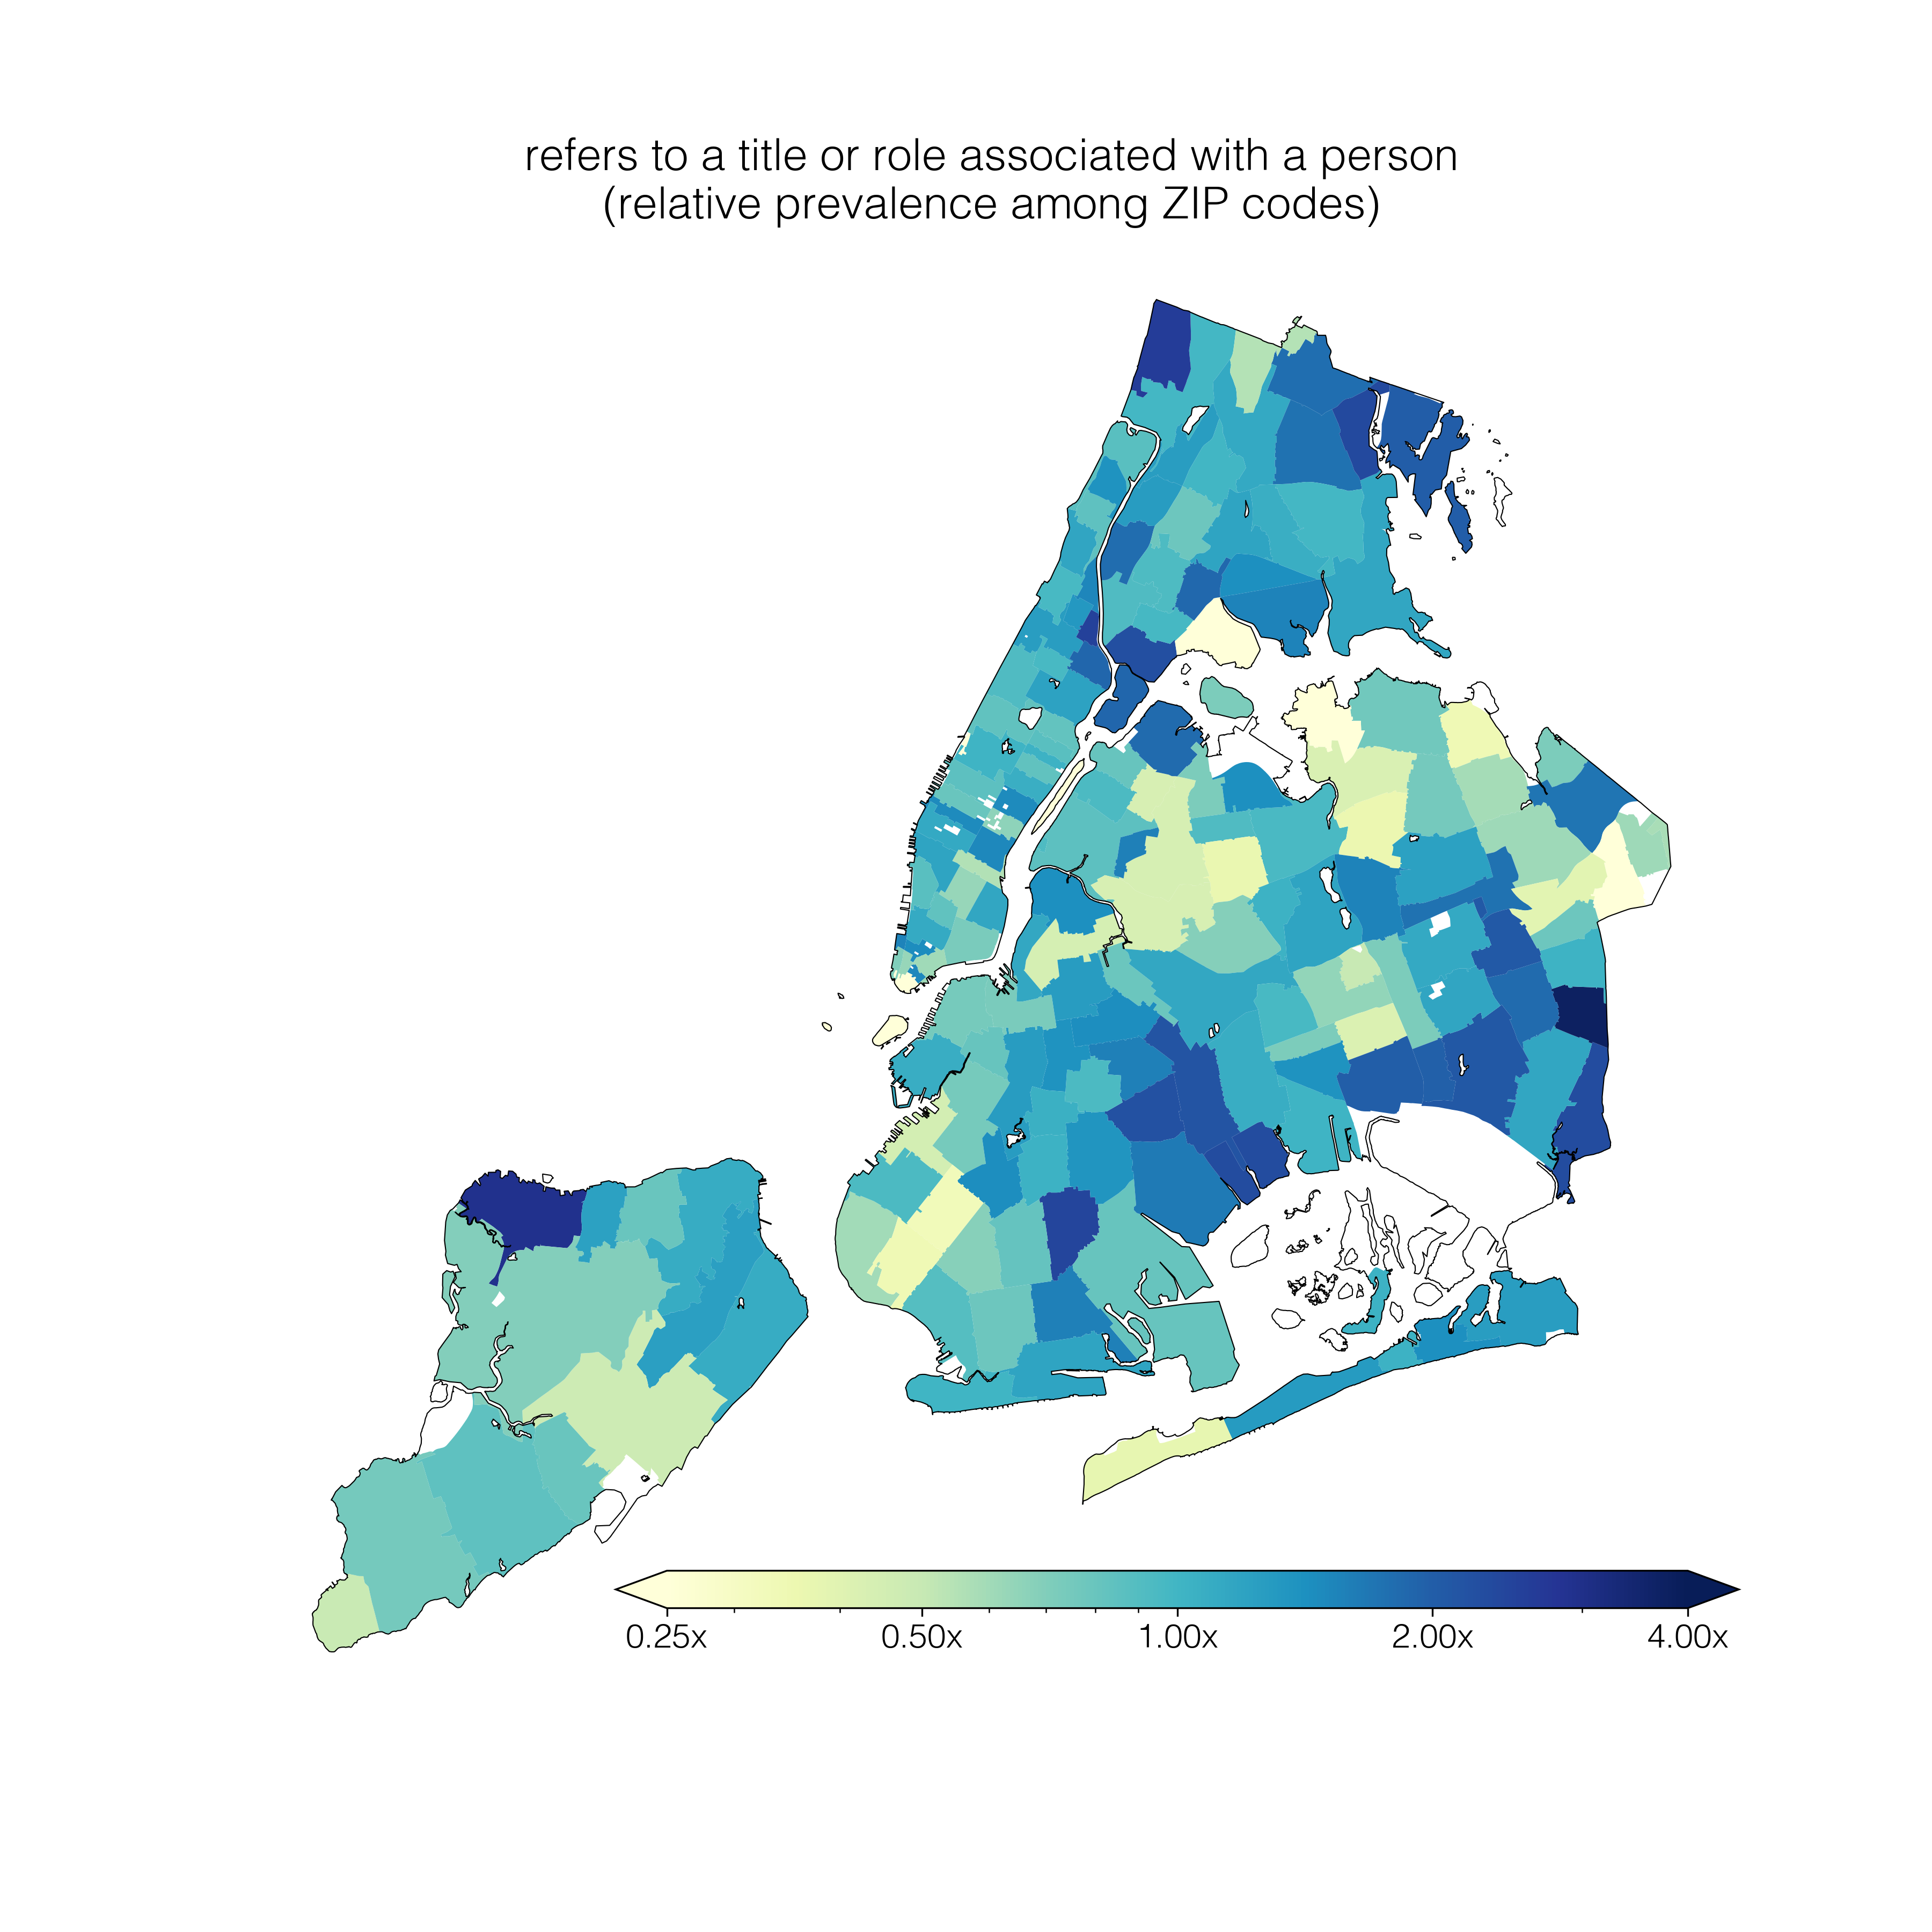 refers to a title or role associated with a person
(relative prevalence among ZIP codes)
0.25x 0.50x 1.00x 2.00x 4.00x